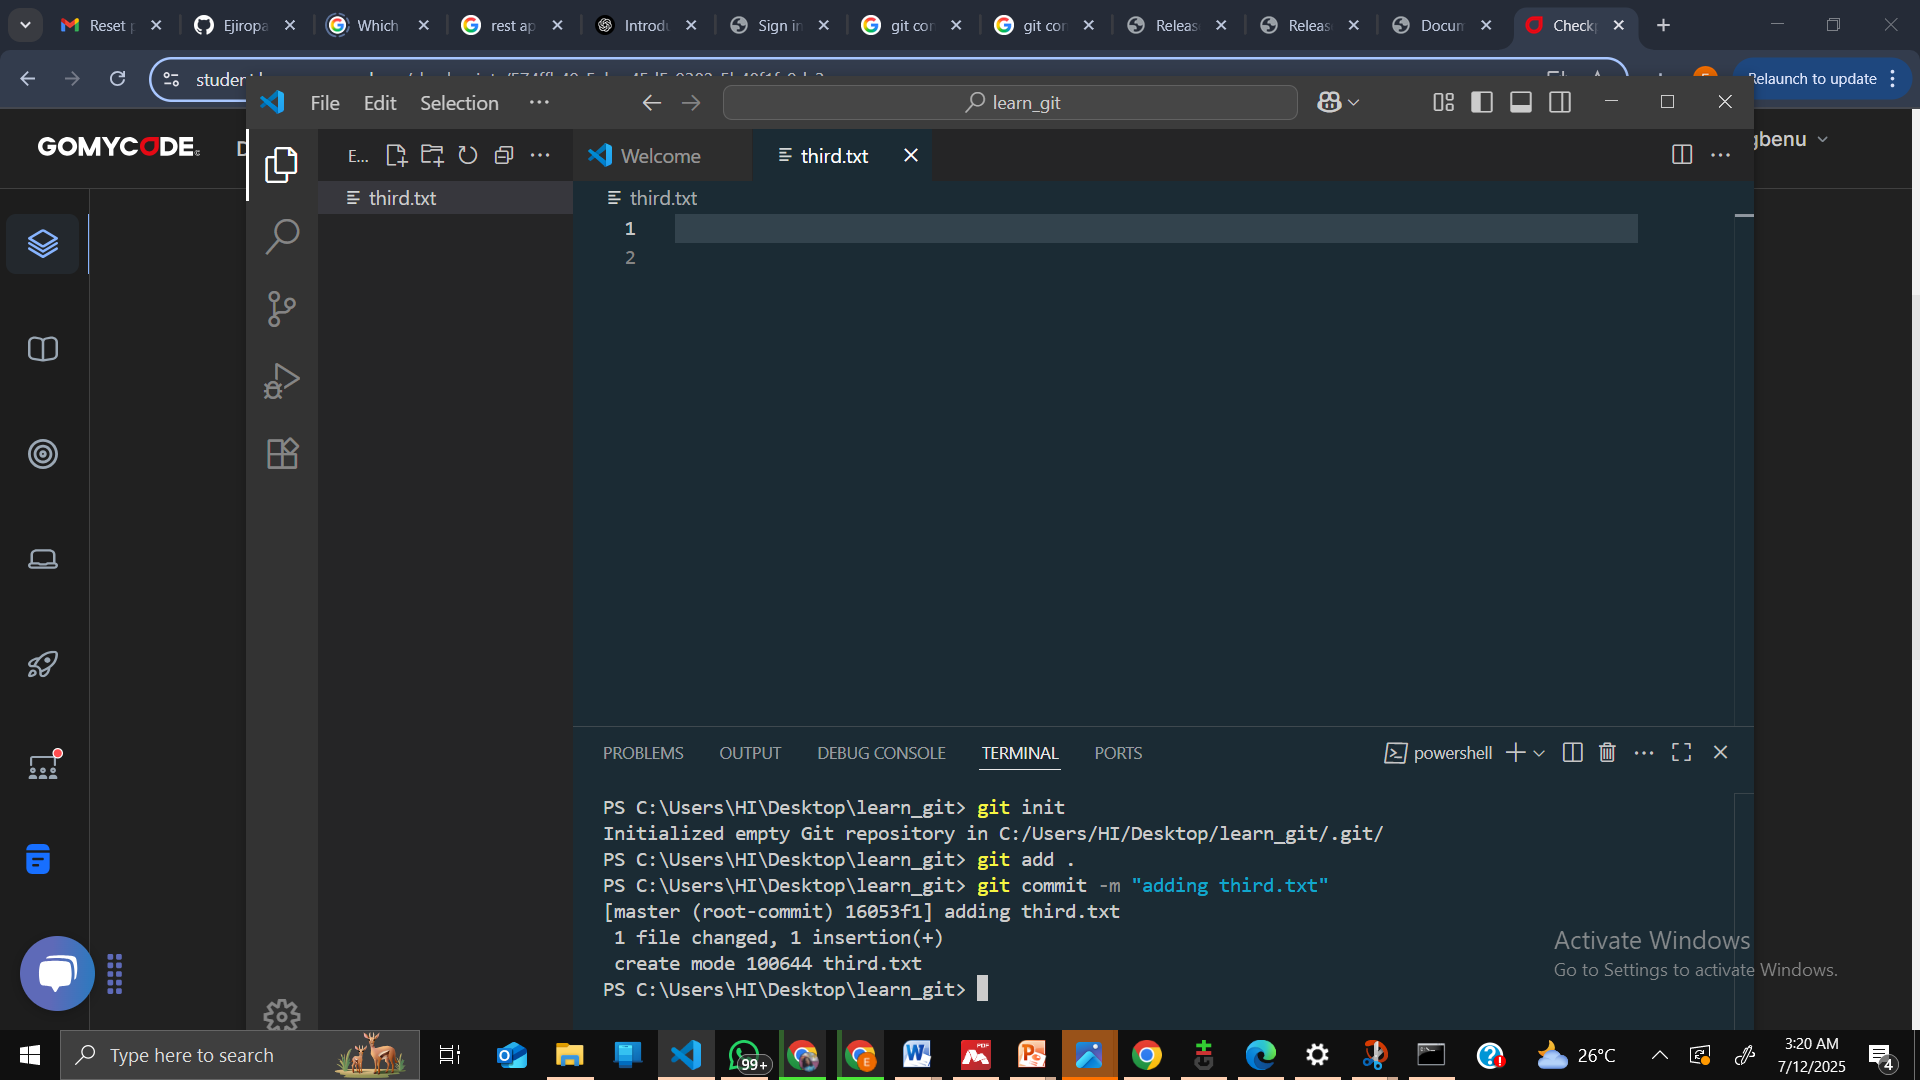 Reset p
Ejiropa
Which
rest ap
Introdu
Sign in
git con
git con
Releas
Releas
Docum
Check
Relaunch to update
File Edit Selection
learn_git
GOMYCODE
D
gbenu
E...
Welcome
third.txt
third.txt
third.txt
1
2
PROBLEMS OUTPUT DEBUG CONSOLE TERMINAL PORTS
powershell
PS C:\Users\HI\Desktop\learn_git> git init
Initialized empty Git repository in C:/Users/HI/Desktop/learn_git/.git/
PS C:\Users\HI\Desktop\learn_git> git add .
PS C:\Users\HI\Desktop\learn_git> git commit -m "adding third.txt"
[master (root-commit) 16053f1] adding third.txt
1 file changed, 1 insertion(+)
create mode 100644 third.txt
PS C:\Users\HI\Desktop\learn_git>
Activate Windows
Go to Settings to activate Windows.
Type here to search
99+
26°C
3:20 AM
7/12/2025
4